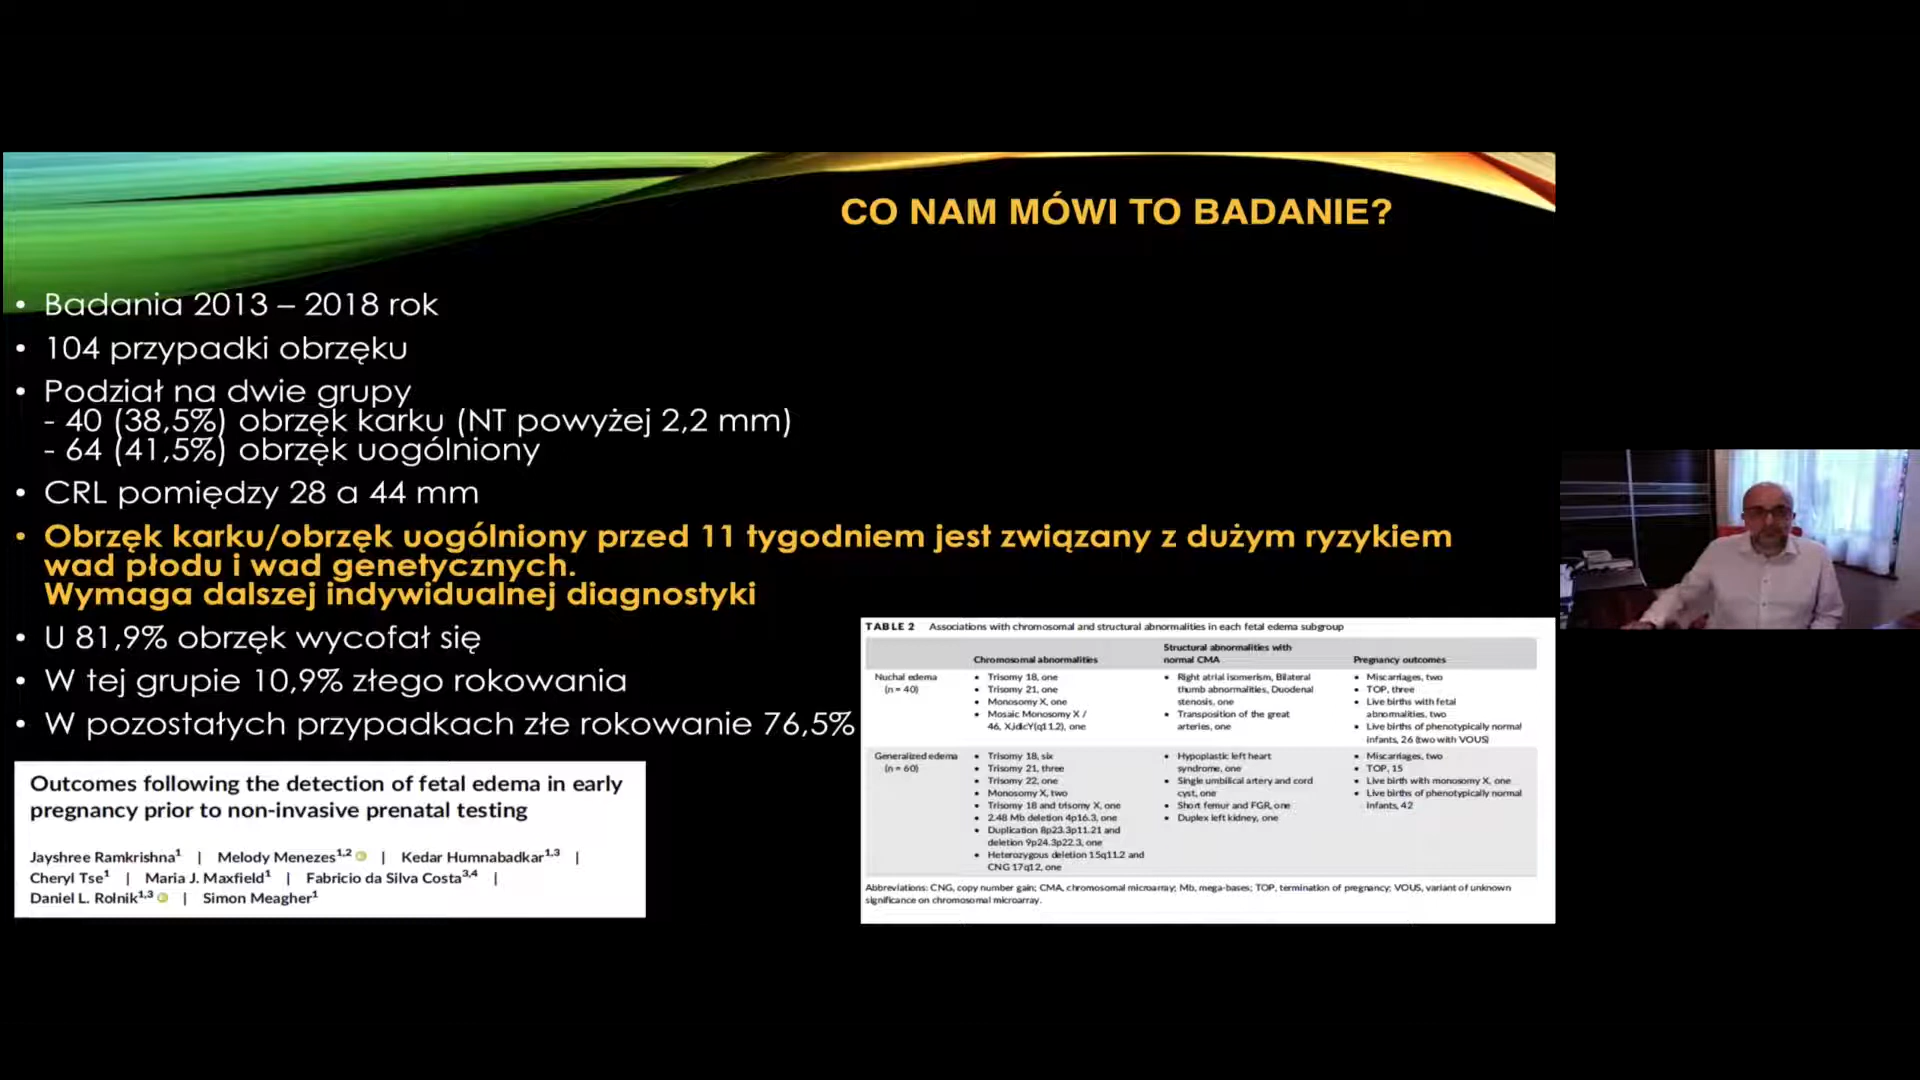 CO NAM MÓWI TO BADANIE?
• Badania 2013 – 2018 rok
• 104 przypadki obrzęku
• Podział na dwie grupy
- 40 (38,5%) obrzęk karku (NT powyżej 2,2 mm)
- 64 (41,5%) obrzęk uogólniony
• CRL pomiędzy 28 a 44 mm
• Obrzęk karku/obrzęk uogólniony przed 11 tygodniem jest związany z dużym ryzykiem
wad płodu i wad genetycznych.
Wymaga dalszej indywidualnej diagnostyki
• U 81,9% obrzęk wycofał się
• W tej grupie 10,9% złego rokowania
• W pozostałych przypadkach złe rokowanie 76,5%
Outcomes following the detection of fetal edema in early
pregnancy prior to non-invasive prenatal testing
Jayshree Ramkrishna1 | Melody Menezes1,2 | Kedar Humnabadkar1,3 |
Cheryl Tse1 | Maria J. Maxfield1 | Fabricio da Silva Costa3,4 |
Daniel L. Rolnik1,3 | Simon Meagher1
TABLE 2 Associations with chromosomal and structural abnormalities in each fetal edema subgroup
Chromosomal abnormalities
Structural abnormalities with
normal CMA
Pregnancy outcomes
Nuchal edema
(n = 40)
• Trisomy 18, one
• Trisomy 21, one
• Monosomy X, one
• Mosaic Monosomy X /
46, X,idicY(q11.2), one
• Right atrial isomerism, Bilateral
thumb abnormalities, Duodenal
stenosis, one
• Transposition of the great
arteries, one
• Miscarriages, two
• TOP, three
• Live births with fetal
abnormalities, two
• Live births of phenotypically normal
infants, 26 (two with VOUS)
Generalized edema
(n = 60)
• Trisomy 18, six
• Trisomy 21, three
• Trisomy 22, one
• Monosomy X, two
• Trisomy 18 and trisomy X, one
• 2.48 Mb deletion 4p16.3, one
• Duplication 8p23.3p11.21 and
deletion 9p24.3p22.3, one
• Heterozygous deletion 15q11.2 and
CNG 17q12, one
• Hypoplastic left heart
syndrome, one
• Single umbilical artery and cord
cyst, one
• Short femur and FGR, one
• Duplex left kidney, one
• Miscarriages, two
• TOP, 15
• Live birth with monosomy X, one
• Live births of phenotypically normal
infants, 42
Abbreviations: CNG, copy number gain; CMA, chromosomal microarray; Mb, mega-bases; TOP, termination of pregnancy; VOUS, variant of unknown
significance on chromosomal microarray.